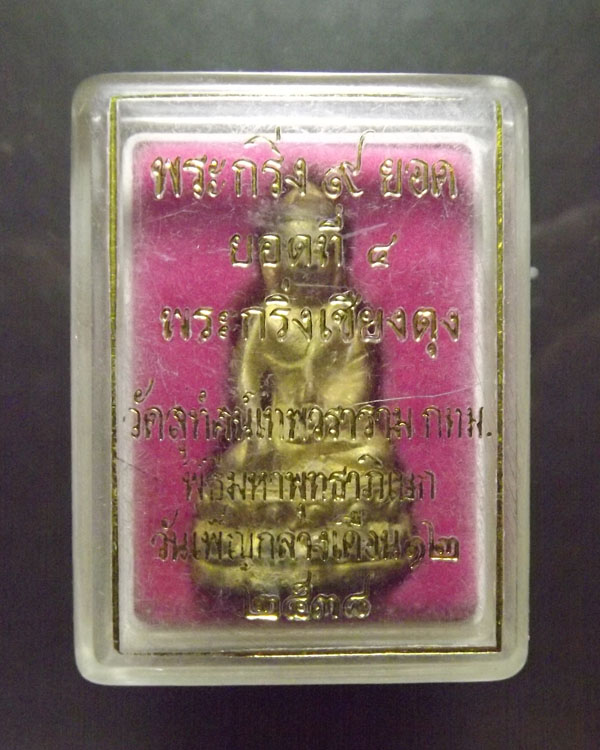 พระกริ่ง ๙ ยอด
ยอดที่ ๔
พระกริ่งเชียงตุง
วัดสุทัศน์เทพวราราม กทม.
พิธีมหาพุทธาภิเษก
วันเพ็ญกลางเดือน ๑๒
๒๕๓๘